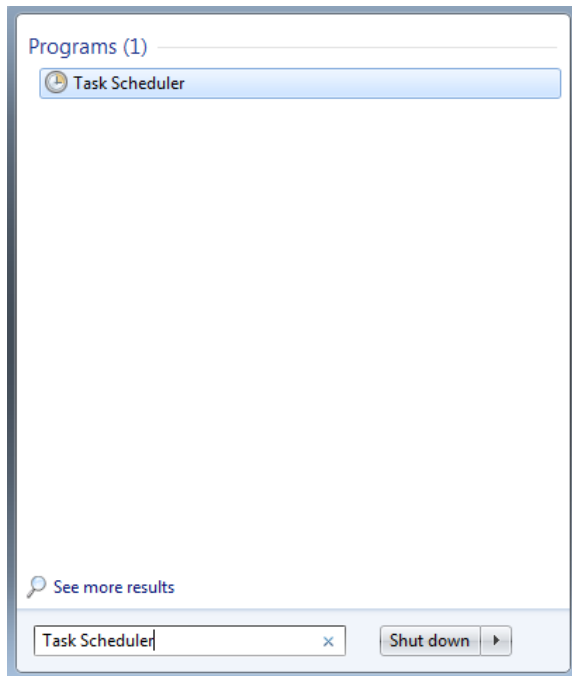 Programs (1)
Task Scheduler
See more results
Task Scheduler
Shut down